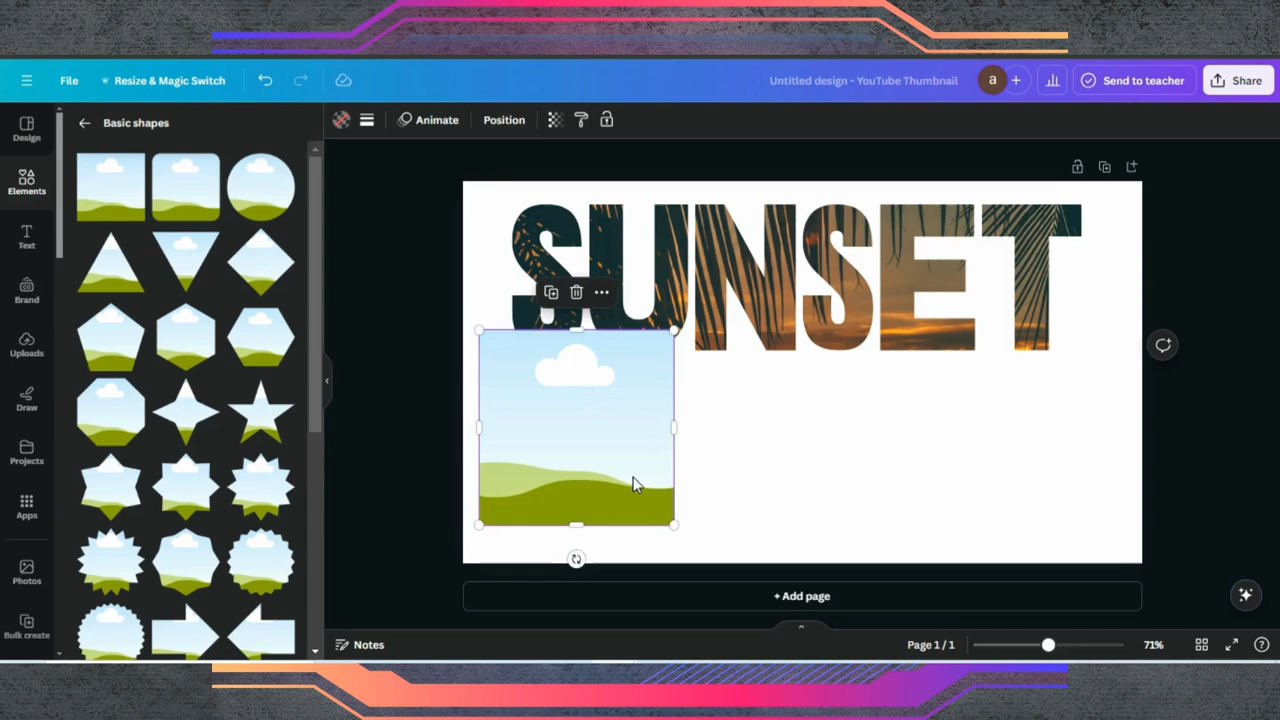 File
Resize & Magic Switch
Untitled design - YouTube Thumbnail
a
+
Send to teacher
Share
Design
Elements
Text
Brand
Uploads
Draw
Projects
Apps
Photos
Bulk create
Basic shapes
Animate
Position
SUNSET
+ Add page
Notes
Page 1 / 1
71%